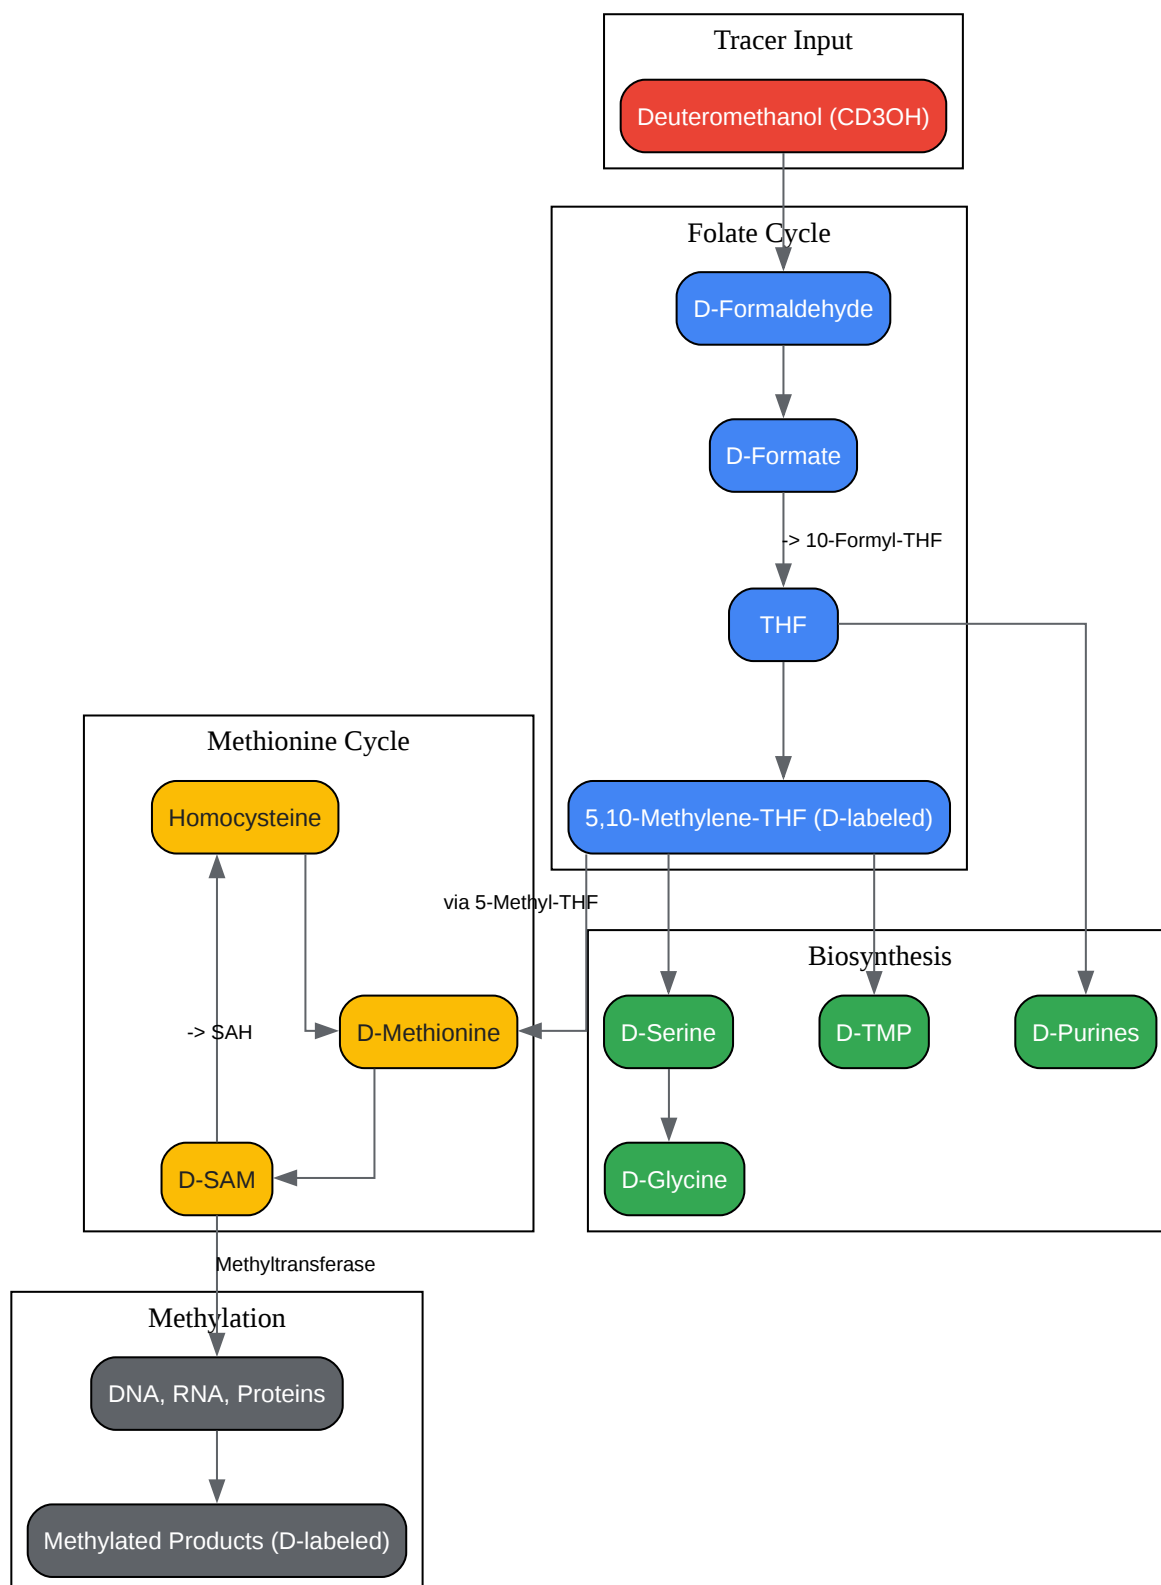 Tracer Input
Deuteromethanol (CD3OH)
Folate Cycle
D-Formaldehyde
D-Formate
-> 10-Formyl-THF
THF
5,10-Methylene-THF (D-labeled)
Methionine Cycle
Homocysteine
via 5-Methyl-THF
-> SAH
D-Methionine
D-SAM
Biosynthesis
D-Serine
D-TMP
D-Purines
D-Glycine
Methyltransferase
Methylation
DNA, RNA, Proteins
Methylated Products (D-labeled)